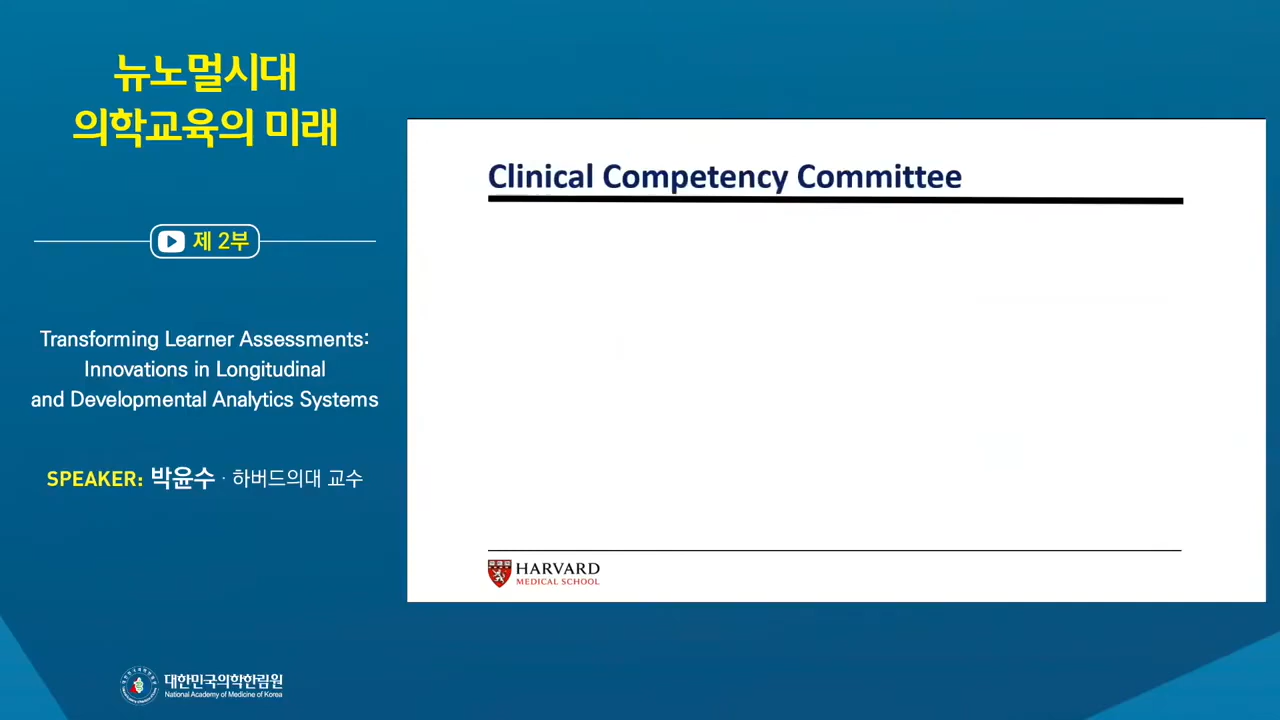 뉴노멀시대
의학교육의 미래
제 2부
Transforming Learner Assessments:
Innovations in Longitudinal
and Developmental Analytics Systems
SPEAKER: 박윤수 · 하버드의대 교수
대한민국의학한림원
National Academy of Medicine of Korea
Clinical Competency Committee
HARVARD
MEDICAL SCHOOL